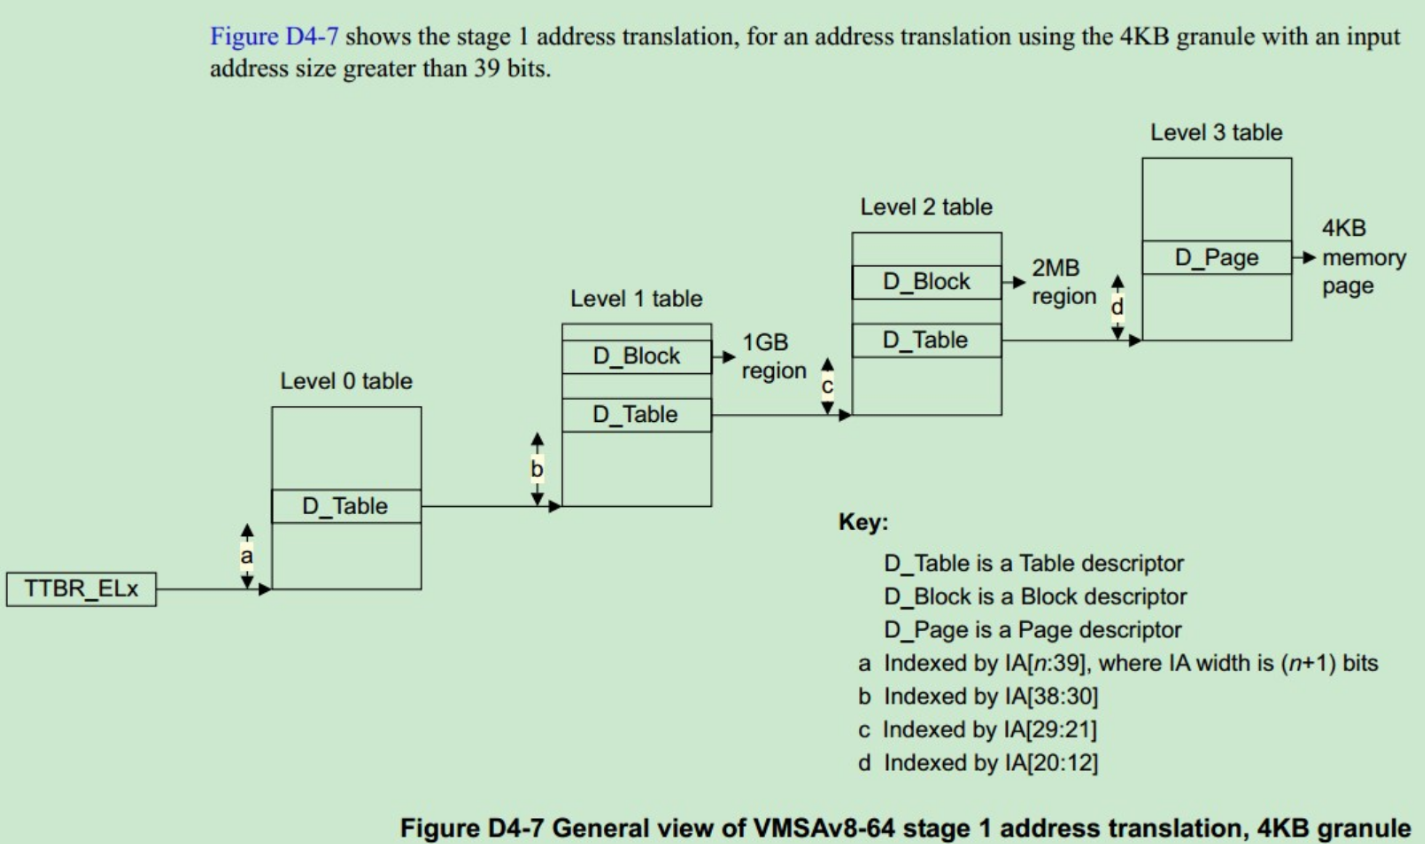 Figure D4-7 shows the stage 1 address translation, for an address translation using the 4KB granule with an input
address size greater than 39 bits.
Level 3 table
D_Page
4KB
memory
page
Level 2 table
D_Block
2MB
region
d
D_Table
Level 1 table
D_Block
1GB
region
c
D_Table
Level 0 table
b
D_Table
a
TTBR_ELx
Key:
D_Table is a Table descriptor
D_Block is a Block descriptor
D_Page is a Page descriptor
a Indexed by IA[n:39], where IA width is (n+1) bits
b Indexed by IA[38:30]
c Indexed by IA[29:21]
d Indexed by IA[20:12]
Figure D4-7 General view of VMSAv8-64 stage 1 address translation, 4KB granule